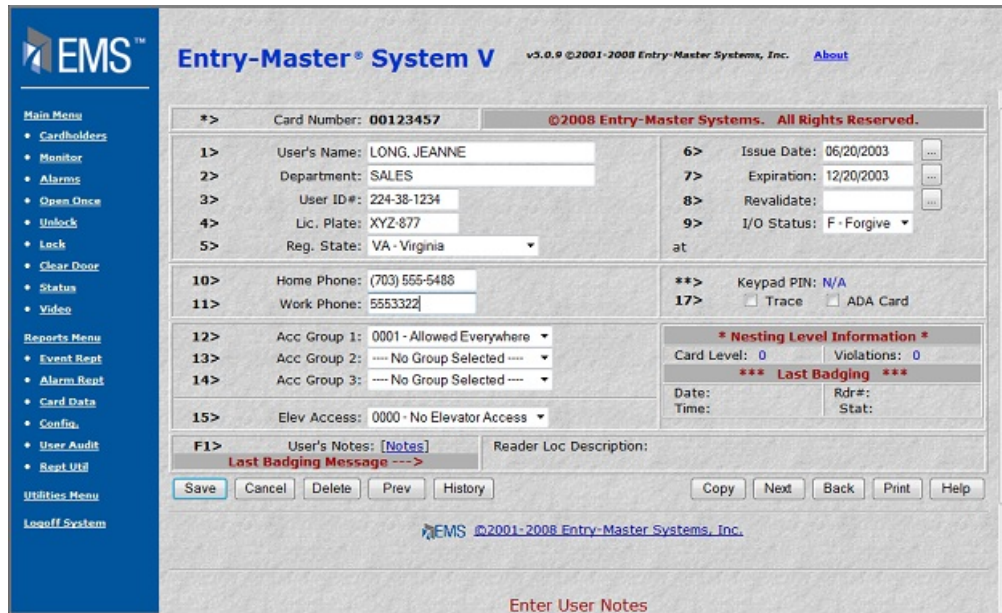 EMS™
Entry-Master® System V v5.0.9 ©2001-2008 Entry-Master Systems, Inc. About
Main Menu
Cardholders
Monitor
Alarms
Open Once
Unlock
Lock
Clear Door
Status
Video
Reports Menu
Event Rept
Alarm Rept
Card Data
Config.
User Audit
Rept Util
Utilities Menu
Logoff System
*> Card Number: 00123457 ©2008 Entry-Master Systems. All Rights Reserved.
1> User's Name: LONG, JEANNE
2> Department: SALES
3> User ID#: 224-38-1234
4> Lic. Plate: XYZ-877
5> Reg. State: VA - Virginia
6> Issue Date: 06/20/2003 ...
7> Expiration: 12/20/2003 ...
8> Revalidate: ...
9> I/O Status: F - Forgive
at
10> Home Phone: (703) 555-5488
11> Work Phone: 5553322
**> Keypad PIN: N/A
17> Trace ADA Card
12> Acc Group 1: 0001 - Allowed Everywhere
13> Acc Group 2: ---- No Group Selected ----
14> Acc Group 3: ---- No Group Selected ----
15> Elev Access: 0000 - No Elevator Access
* Nesting Level Information *
Card Level: 0 Violations: 0
*** Last Badging ***
Date: Rdr#:
Time: Stat:
F1> User's Notes: [Notes] Reader Loc Description:
Last Badging Message --->
Save Cancel Delete Prev History Copy Next Back Print Help
EMS ©2001-2008 Entry-Master Systems, Inc.
Enter User Notes